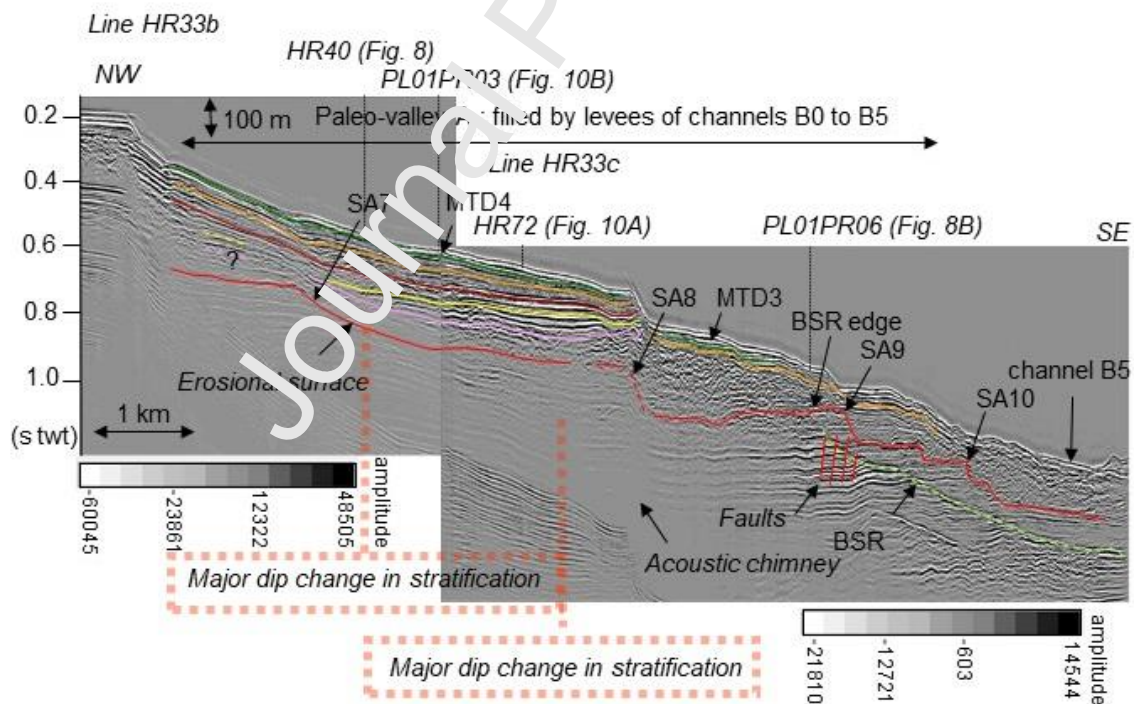 Line HR33b
HR40 (Fig. 8)
NW
PL01PR03 (Fig. 10B)
0.2
100 m
Paleo-valley filled by levees of channels B0 to B5
Line HR33c
0.4
SA7
MTD4
HR72 (Fig. 10A)
PL01PR06 (Fig. 8B)
SE
0.6
?
SA8
MTD3
BSR edge
0.8
SA9
channel B5
Erosional surface
1.0
SA10
1 km
(s twt)
amplitude
-60045
-23861
12322
48505
Faults
BSR
Acoustic chimney
Major dip change in stratification
Major dip change in stratification
amplitude
-21810
-12721
-603
14544
Journal P